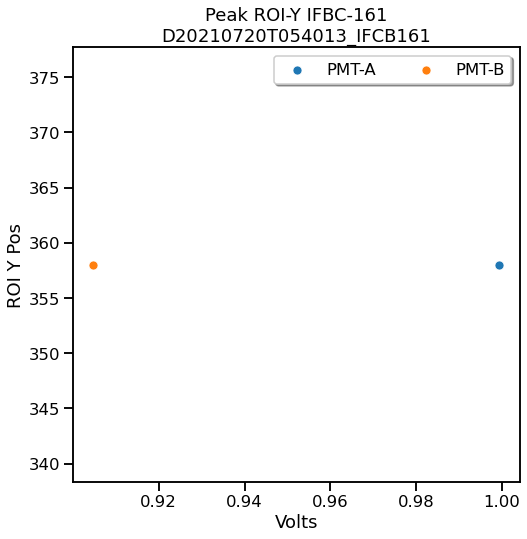 Peak ROI-Y IFBC-161
D20210720T054013_IFCB161
PMT-A PMT-B
ROI Y Pos
375
370
365
360
355
350
345
340
0.92 0.94 0.96 0.98 1.00
Volts